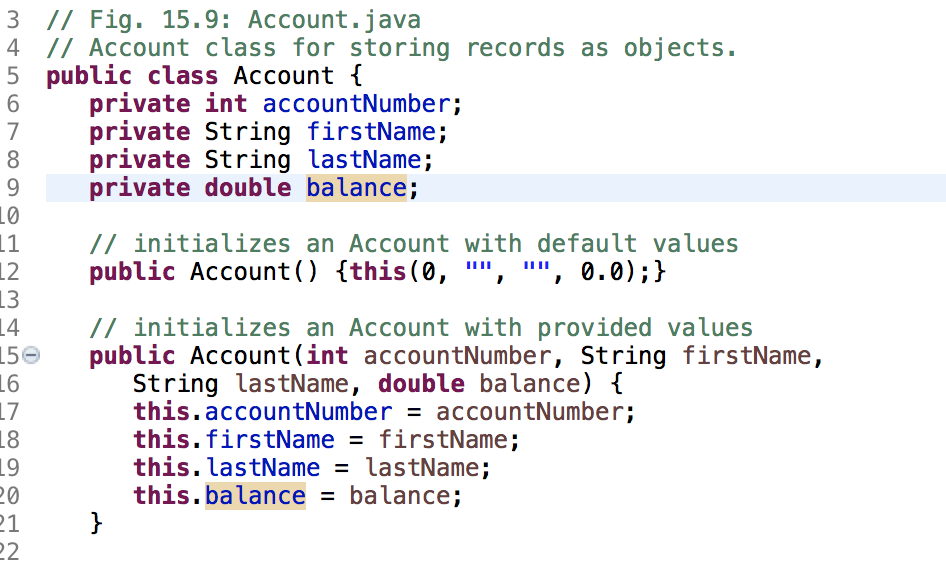 3 // Fig. 15.9: Account.java
4 // Account class for storing records as objects.
5 public class Account {
6    private int accountNumber;
7    private String firstName;
8    private String lastName;
9    private double balance;
10
11    // initializes an Account with default values
12    public Account() {this(0, "", "", 0.0);}
13
14    // initializes an Account with provided values
15    public Account(int accountNumber, String firstName,
16       String lastName, double balance) {
17       this.accountNumber = accountNumber;
18       this.firstName = firstName;
19       this.lastName = lastName;
20       this.balance = balance;
21    }
22